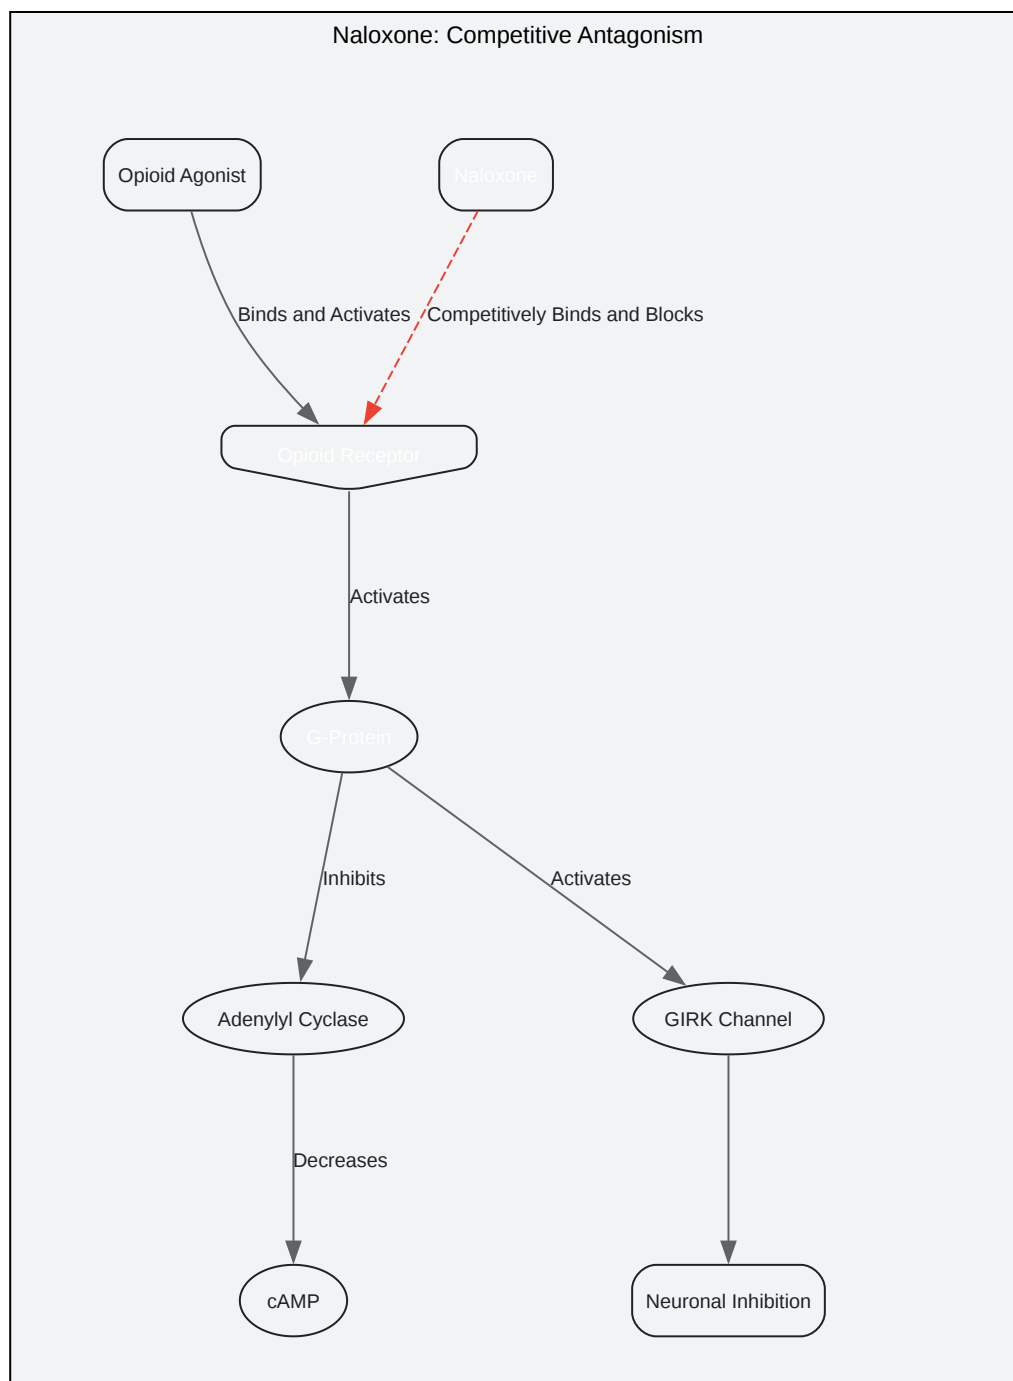 Naloxone: Competitive Antagonism
Opioid Agonist
Naloxone
Binds and Activates
Competitively Binds and Blocks
Opioid Receptor
Activates
G-Protein
Inhibits
Activates
Adenylyl Cyclase
GIRK Channel
Decreases
cAMP
Neuronal Inhibition